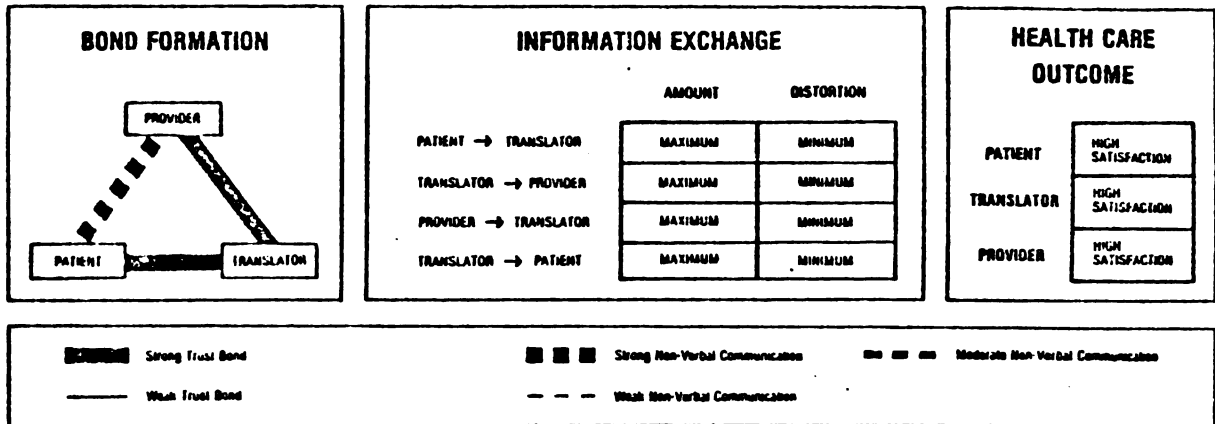 BOND FORMATION
PROVIDER
PATIENT
TRANSLATOR
INFORMATION EXCHANGE
AMOUNT DISTORTION
PATIENT → TRANSLATOR MAXIMUM MINIMUM
TRANSLATOR → PROVIDER MAXIMUM MINIMUM
PROVIDER → TRANSLATOR MAXIMUM MINIMUM
TRANSLATOR → PATIENT MAXIMUM MINIMUM
HEALTH CARE
OUTCOME
PATIENT HIGH
SATISFACTION
TRANSLATOR HIGH
SATISFACTION
PROVIDER HIGH
SATISFACTION
Strong Trust Bond
Strong Non-Verbal Communication
Moderate Non-Verbal Communication
Weak Trust Bond
Weak Non-Verbal Communication